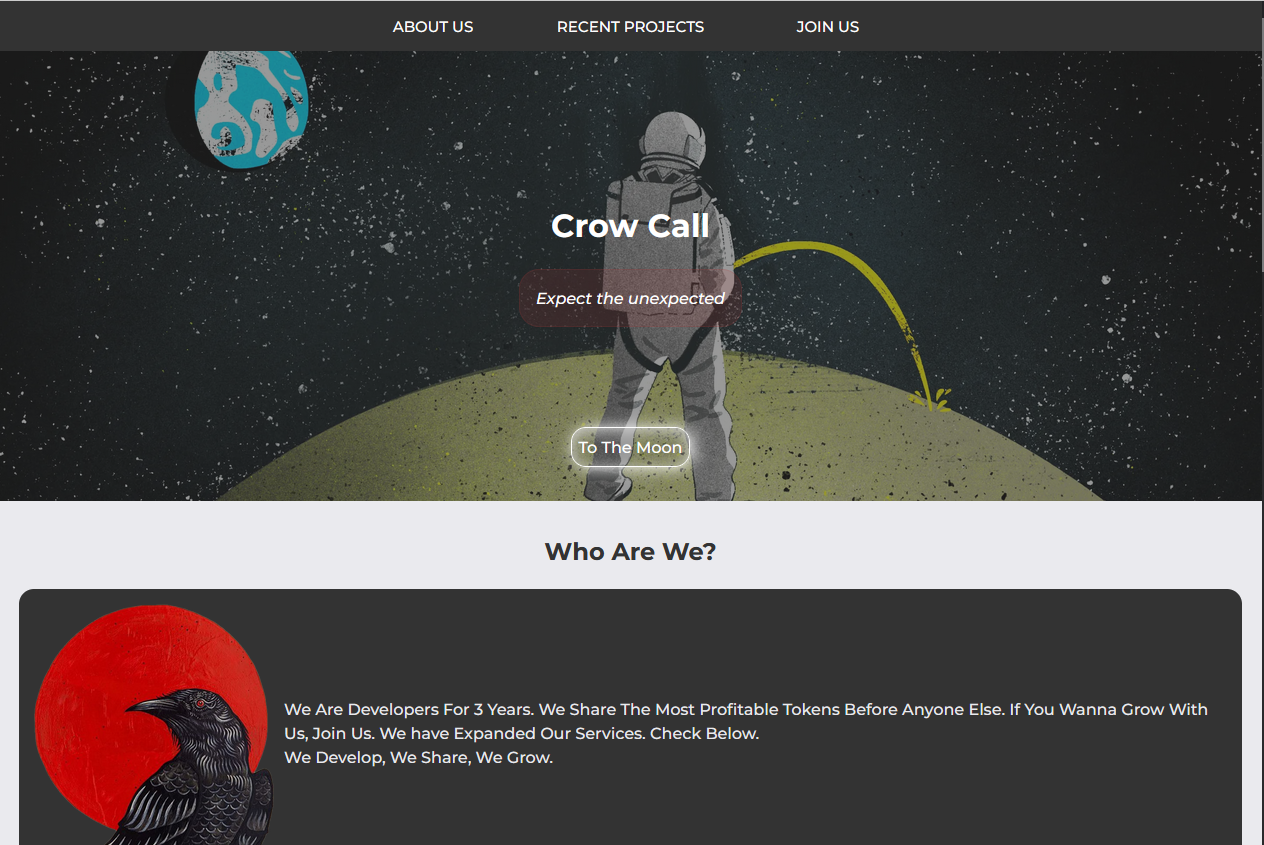 ABOUT US RECENT PROJECTS JOIN US
Crow Call
Expect the unexpected
To The Moon
Who Are We?
We Are Developers For 3 Years. We Share The Most Profitable Tokens Before Anyone Else. If You Wanna Grow With
Us, Join Us. We have Expanded Our Services. Check Below.
We Develop, We Share, We Grow.